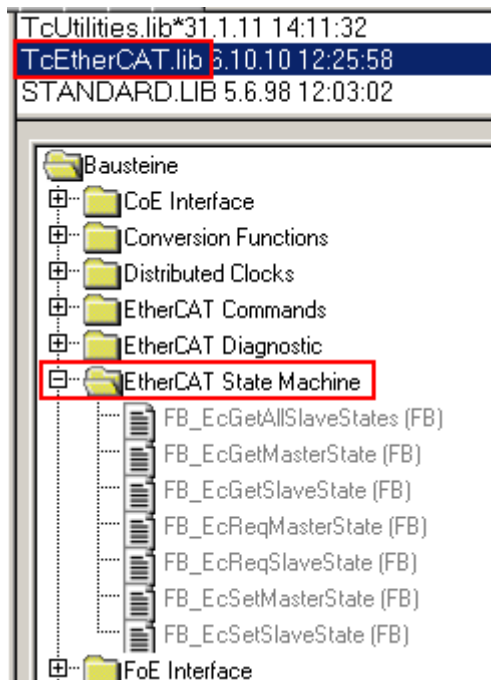 TcUtilities.lib*31.1.11 14:11:32
TcEtherCAT.lib 6.10.10 12:25:58
STANDARD.LIB 5.6.98 12:03:02
Bausteine
CoE Interface
Conversion Functions
Distributed Clocks
EtherCAT Commands
EtherCAT Diagnostic
EtherCAT State Machine
FB_EcGetAllSlaveStates (FB)
FB_EcGetMasterState (FB)
FB_EcGetSlaveState (FB)
FB_EcReqMasterState (FB)
FB_EcReqSlaveState (FB)
FB_EcSetMasterState (FB)
FB_EcSetSlaveState (FB)
FoE Interface